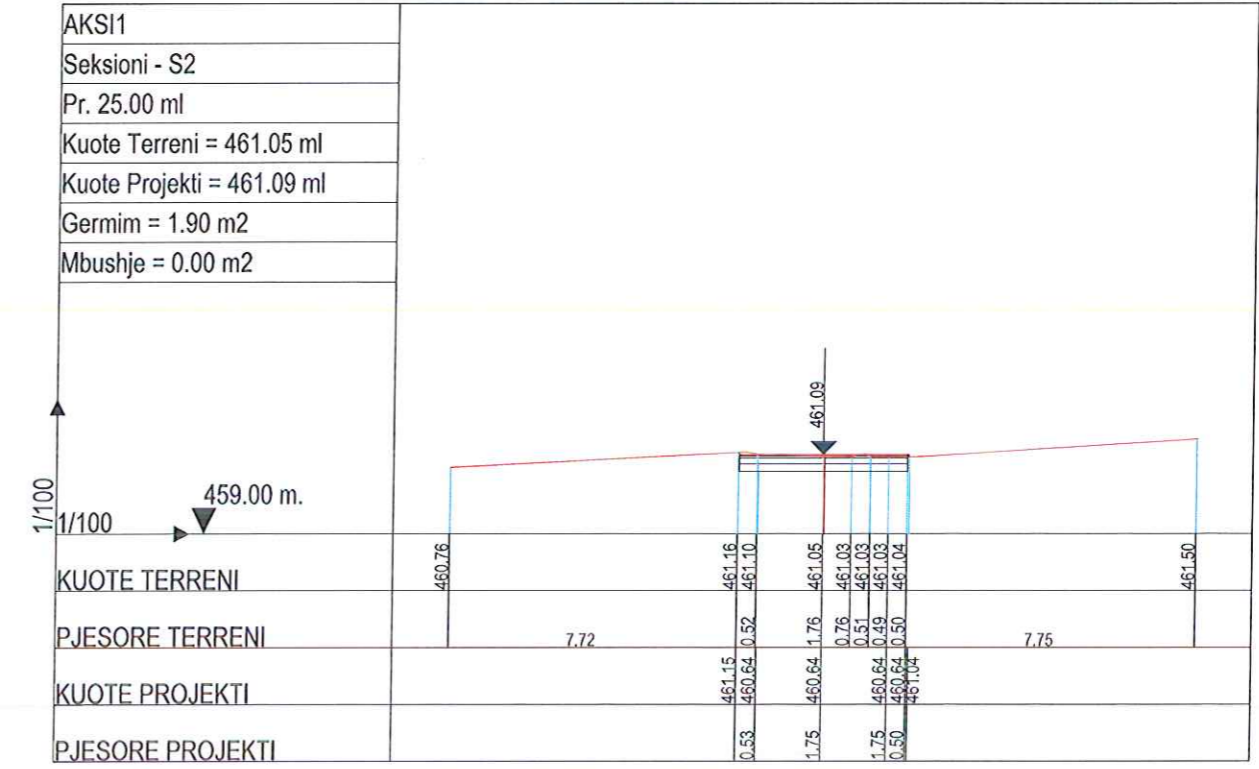 AKSI1
Seksioni - S2
Pr. 25.00 ml
Kuote Terreni = 461.05 ml
Kuote Projekti = 461.09 ml
Germim = 1.90 m2
Mbushje = 0.00 m2
461.09
1/100
459.00 m.
1/100
KUOTE TERRENI 460.76 461.16 461.10 461.05 461.03 461.03 461.03 461.04 461.50
PJESORE TERRENI 7.72 0.52 1.76 0.76 0.51 0.49 0.50 7.75
KUOTE PROJEKTI 461.15 460.64 460.64 460.64 460.64 461.04
PJESORE PROJEKTI 0.53 1.75 1.75 0.50